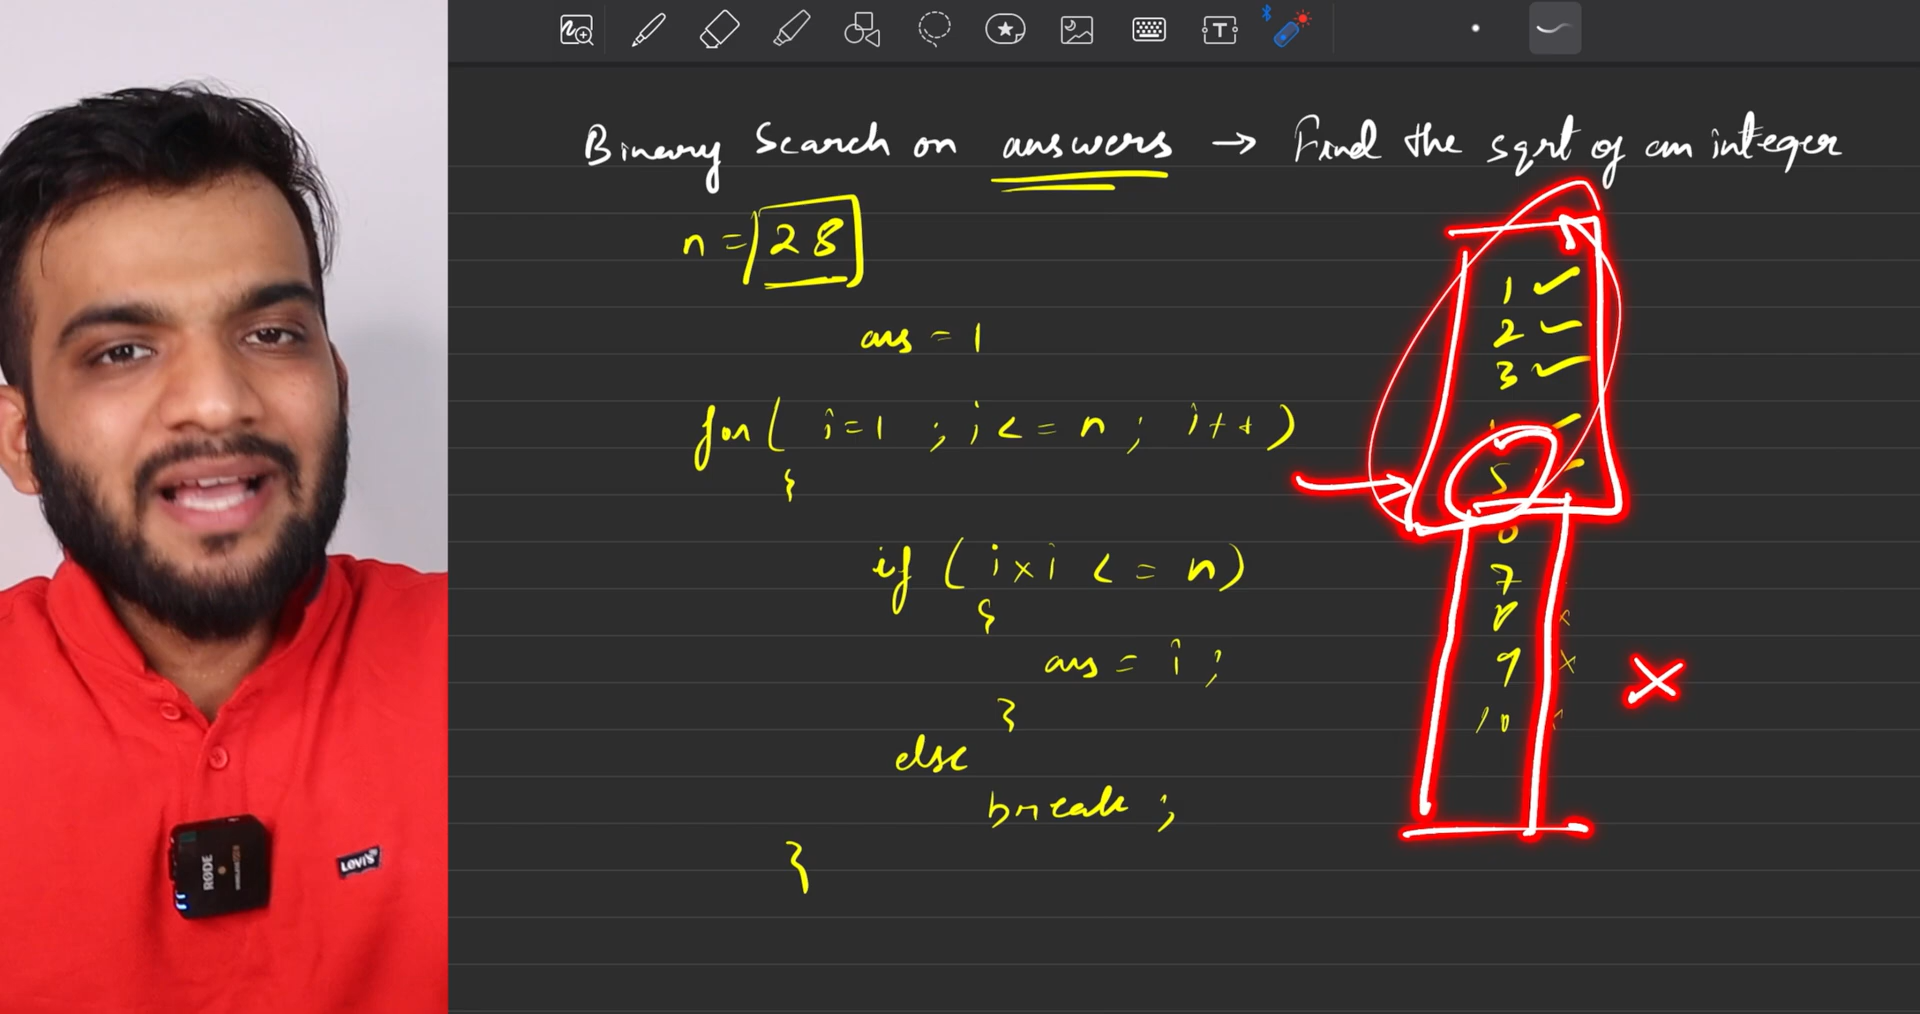 Binary Search on answers → Find the sqrt of an integer
n = 28
ans = 1
for( i=1 ; i<=n ; i++)
{
if ( i×i <= n)
{
ans = i ;
}
else
break ;
}
1 ✓
2 ✓
3 ✓
✓
5 ✓
6
7
8 ×
9 ×
10
×
T
RØDE
LEVI'S